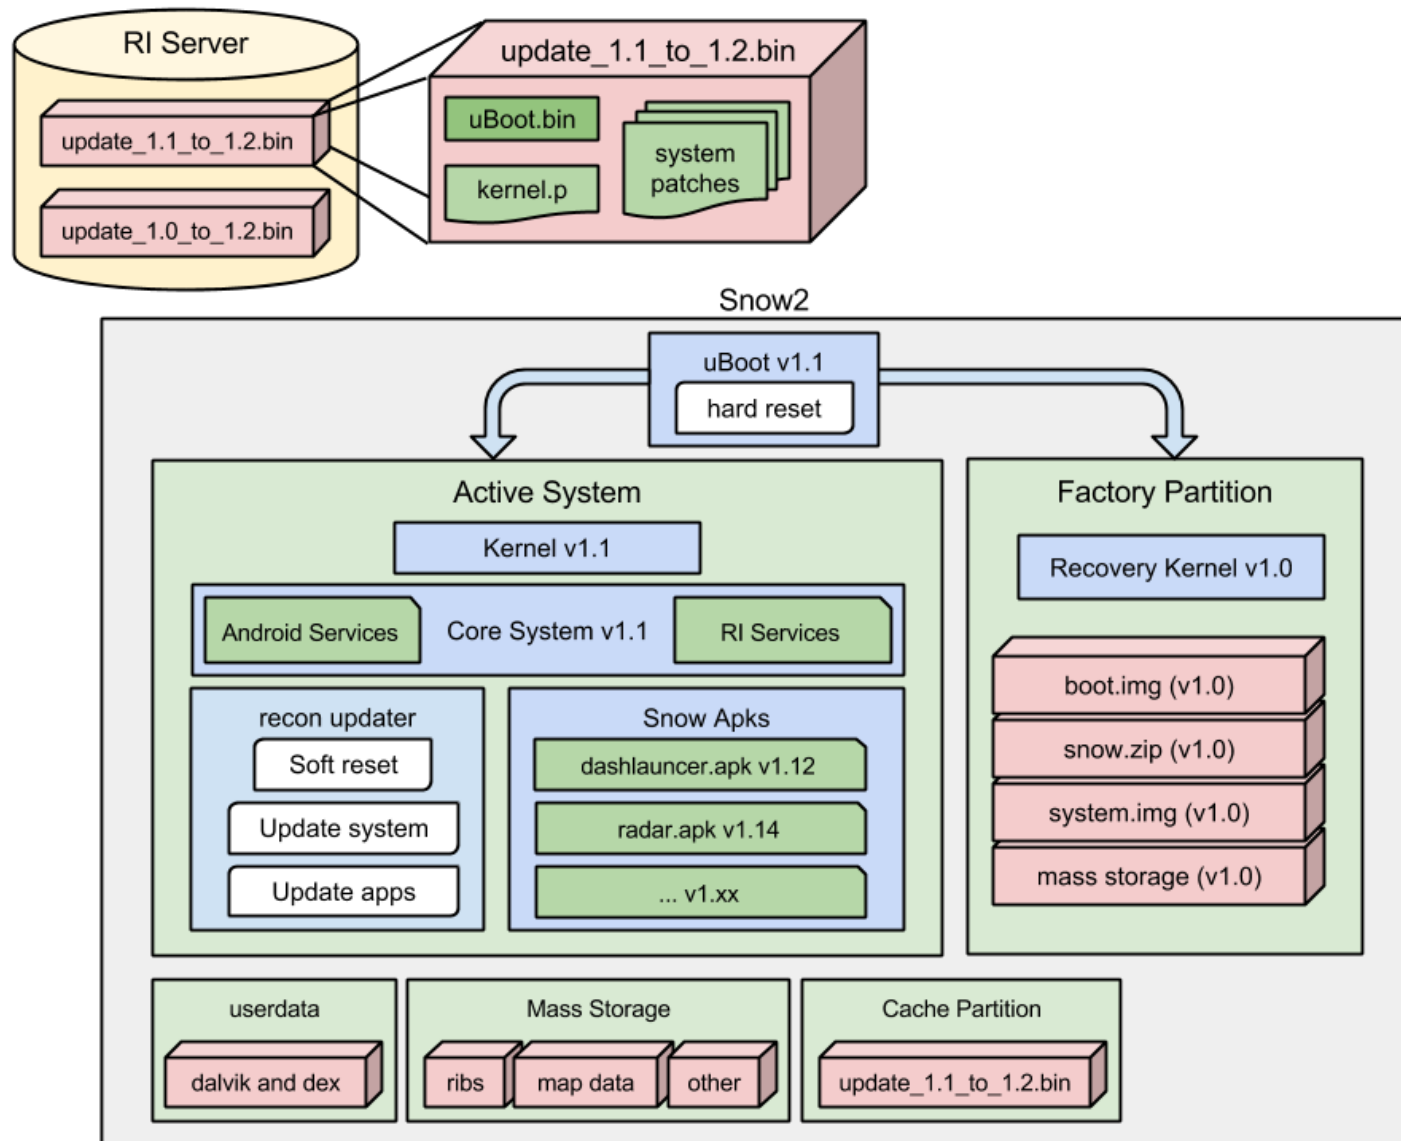 RI Server
update_1.1_to_1.2.bin
update_1.0_to_1.2.bin
update_1.1_to_1.2.bin
uBoot.bin
kernel.p
system
patches
Snow2
uBoot v1.1
hard reset
Active System
Kernel v1.1
Android Services
Core System v1.1
RI Services
recon updater
Soft reset
Update system
Update apps
Snow Apks
dashlauncer.apk v1.12
radar.apk v1.14
... v1.xx
Factory Partition
Recovery Kernel v1.0
boot.img (v1.0)
snow.zip (v1.0)
system.img (v1.0)
mass storage (v1.0)
userdata
dalvik and dex
Mass Storage
ribs
map data
other
Cache Partition
update_1.1_to_1.2.bin